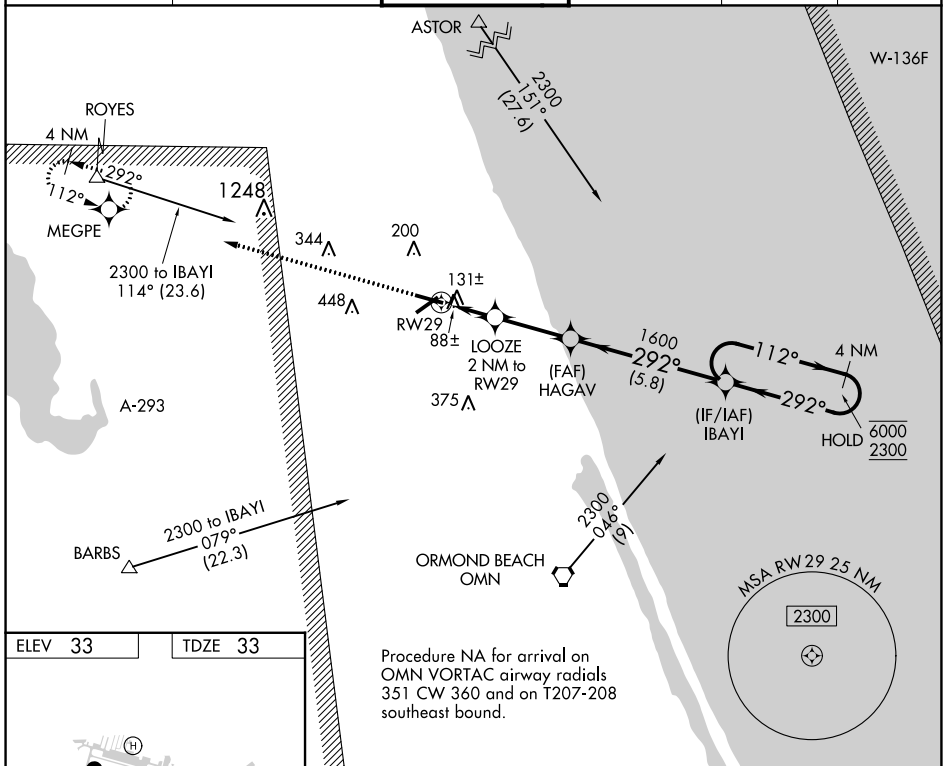 ASTOR
W-136F
2300
151°
(27.6)
ROYES
4 NM
292°
112°
MEGPE
1248
2300 to IBAYI
114° (23.6)
344
200
448
131±
RW29
88±
LOOZE
2 NM to
RW29
(FAF)
HAGAV
1600
292°
(5.8)
112°
4 NM
292°
(IF/IAF)
IBAYI
HOLD
6000
2300
375
A-293
2300 to IBAYI
079°
(22.3)
BARBS
2300
046°
(9)
ORMOND BEACH
OMN
MSA RW 29 25 NM
2300
ELEV 33
TDZE 33
Procedure NA for arrival on
OMN VORTAC airway radials
351 CW 360 and on T207-208
southeast bound.
H